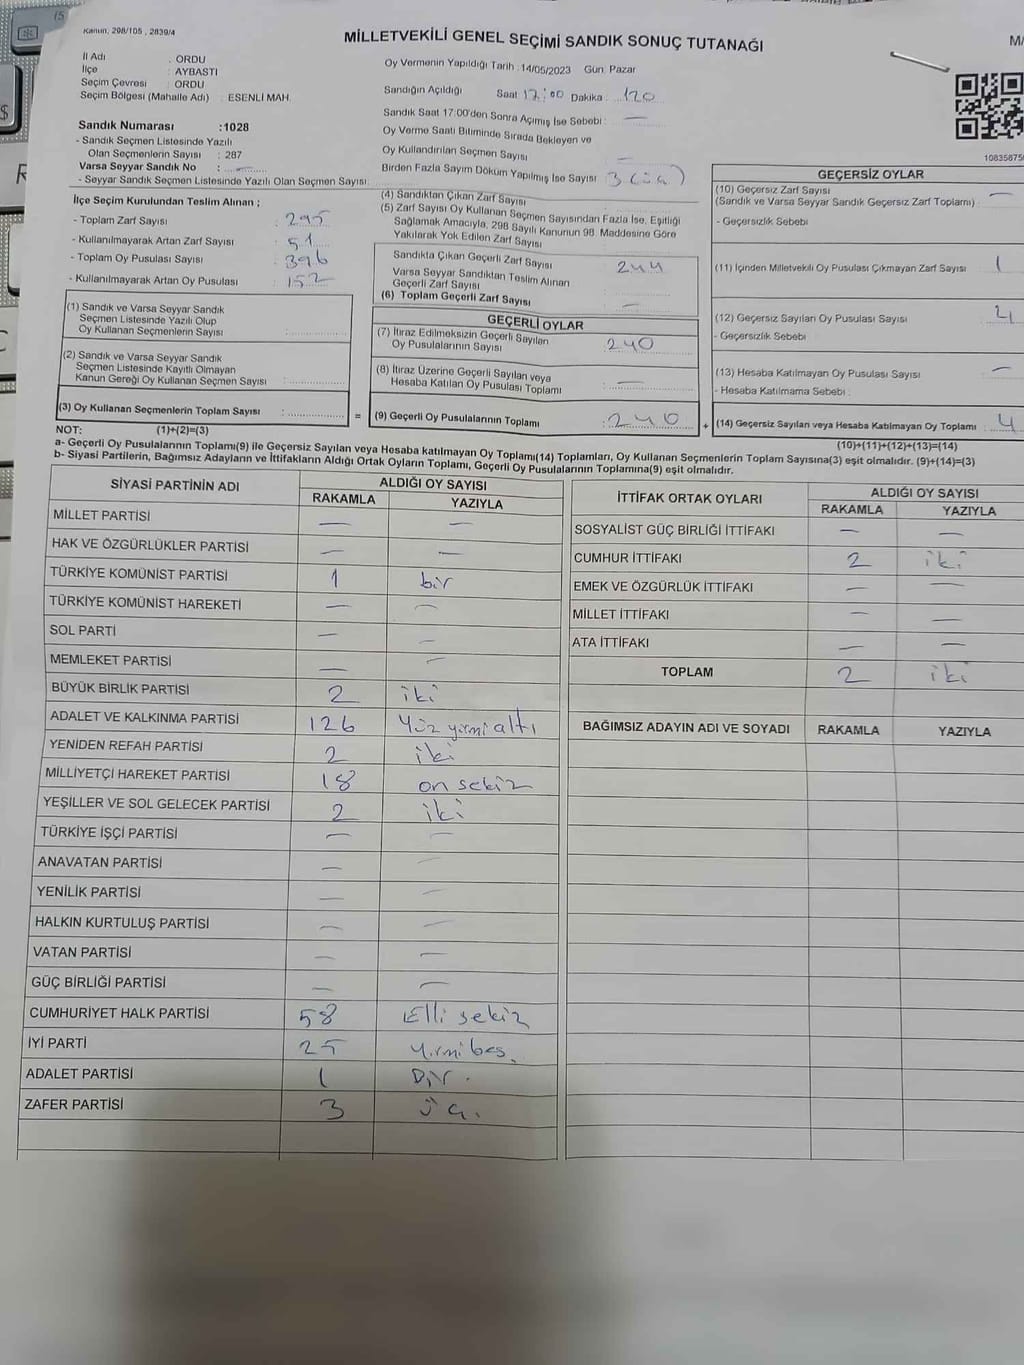 Kanun; 298/105 , 2839/4
MİLLETVEKİLİ GENEL SEÇİMİ SANDIK SONUÇ TUTANAĞI
İl Adı : ORDU
İlçe : AYBASTI
Seçim Çevresi : ORDU
Seçim Bölgesi (Mahalle Adı) : ESENLİ MAH.
Sandık Numarası :1028
- Sandık Seçmen Listesinde Yazılı
Olan Seçmenlerin Sayısı : 287
Varsa Seyyar Sandık No : —
- Seyyar Sandık Seçmen Listesinde Yazılı Olan Seçmen Sayısı
Oy Vermenin Yapıldığı Tarih :14/05/2023 Gün: Pazar
Sandığın Açıldığı Saat 17:00 Dakika : 120
Sandık Saat 17:00'den Sonra Açılmış İse Sebebi : —
Oy Verme Saati Bitiminde Sırada Bekleyen ve
Oy Kullandırılan Seçmen Sayısı —
Birden Fazla Sayım Döküm Yapılmış İse Sayısı 3 (üç)
10835875
İlçe Seçim Kurulundan Teslim Alınan ;
- Toplam Zarf Sayısı : 295
- Kullanılmayarak Artan Zarf Sayısı : 51
- Toplam Oy Pusulası Sayısı : 396
- Kullanılmayarak Artan Oy Pusulası : 152
(1) Sandık ve Varsa Seyyar Sandık
Seçmen Listesinde Yazılı Olup
Oy Kullanan Seçmenlerin Sayısı :
(2) Sandık ve Varsa Seyyar Sandık
Seçmen Listesinde Kayıtlı Olmayan
Kanun Gereği Oy Kullanan Seçmen Sayısı :
(3) Oy Kullanan Seçmenlerin Toplam Sayısı :
(4) Sandıktan Çıkan Zarf Sayısı
(5) Zarf Sayısı Oy Kullanan Seçmen Sayısından Fazla İse, Eşitliği
Sağlamak Amacıyla, 298 Sayılı Kanunun 98. Maddesine Göre
Yakılarak Yok Edilen Zarf Sayısı
Sandıkta Çıkan Geçerli Zarf Sayısı 244
Varsa Seyyar Sandıktan Teslim Alınan
Geçerli Zarf Sayısı
(6) Toplam Geçerli Zarf Sayısı —
GEÇERLİ OYLAR
(7) İtiraz Edilmeksizin Geçerli Sayılan
Oy Pusulalarının Sayısı : 240
(8) İtiraz Üzerine Geçerli Sayılan veya
Hesaba Katılan Oy Pusulası Toplamı : —
= (9) Geçerli Oy Pusulalarının Toplamı : 240 +
GEÇERSİZ OYLAR
(10) Geçersiz Zarf Sayısı —
(Sandık ve Varsa Seyyar Sandık Geçersiz Zarf Toplamı) :
- Geçersizlik Sebebi :
(11) İçinden Milletvekili Oy Pusulası Çıkmayan Zarf Sayısı : 1
(12) Geçersiz Sayılan Oy Pusulası Sayısı : 4
- Geçersizlik Sebebi :
(13) Hesaba Katılmayan Oy Pusulası Sayısı : —
- Hesaba Katılmama Sebebi :
(14) Geçersiz Sayılan veya Hesaba Katılmayan Oy Toplamı : 4
NOT: (1)+(2)=(3)
(10)+(11)+(12)+(13)=(14)
a- Geçerli Oy Pusulalarının Toplamı(9) ile Geçersiz Sayılan veya Hesaba katılmayan Oy Toplamı(14) Toplamları, Oy Kullanan Seçmenlerin Toplam Sayısına(3) eşit olmalıdır. (9)+(14)=(3)
b- Siyasi Partilerin, Bağımsız Adayların ve İttifakların Aldığı Ortak Oyların Toplamı, Geçerli Oy Pusulalarının Toplamına(9) eşit olmalıdır.
SİYASİ PARTİNİN ADI ALDIĞI OY SAYISI
RAKAMLA YAZIYLA
MİLLET PARTİSİ — —
HAK VE ÖZGÜRLÜKLER PARTİSİ — —
TÜRKİYE KOMÜNİST PARTİSİ 1 bir
TÜRKİYE KOMÜNİST HAREKETİ — —
SOL PARTİ — —
MEMLEKET PARTİSİ — —
BÜYÜK BİRLİK PARTİSİ 2 iki
ADALET VE KALKINMA PARTİSİ 126 Yüz yirmi altı
YENİDEN REFAH PARTİSİ 2 iki
MİLLİYETÇİ HAREKET PARTİSİ 18 on sekiz
YEŞİLLER VE SOL GELECEK PARTİSİ 2 iki
TÜRKİYE İŞÇİ PARTİSİ — —
ANAVATAN PARTİSİ — —
YENİLİK PARTİSİ — —
HALKIN KURTULUŞ PARTİSİ — —
VATAN PARTİSİ — —
GÜÇ BİRLİĞİ PARTİSİ — —
CUMHURİYET HALK PARTİSİ 58 Elli sekiz
İYİ PARTİ 25 Yirmi beş.
ADALET PARTİSİ 1 Bir.
ZAFER PARTİSİ 3 üç.
İTTİFAK ORTAK OYLARI ALDIĞI OY SAYISI
RAKAMLA YAZIYLA
SOSYALİST GÜÇ BİRLİĞİ İTTİFAKI — —
CUMHUR İTTİFAKI 2 iki
EMEK VE ÖZGÜRLÜK İTTİFAKI — —
MİLLET İTTİFAKI — —
ATA İTTİFAKI — —
TOPLAM 2 iki
BAĞIMSIZ ADAYIN ADI VE SOYADI RAKAMLA YAZIYLA